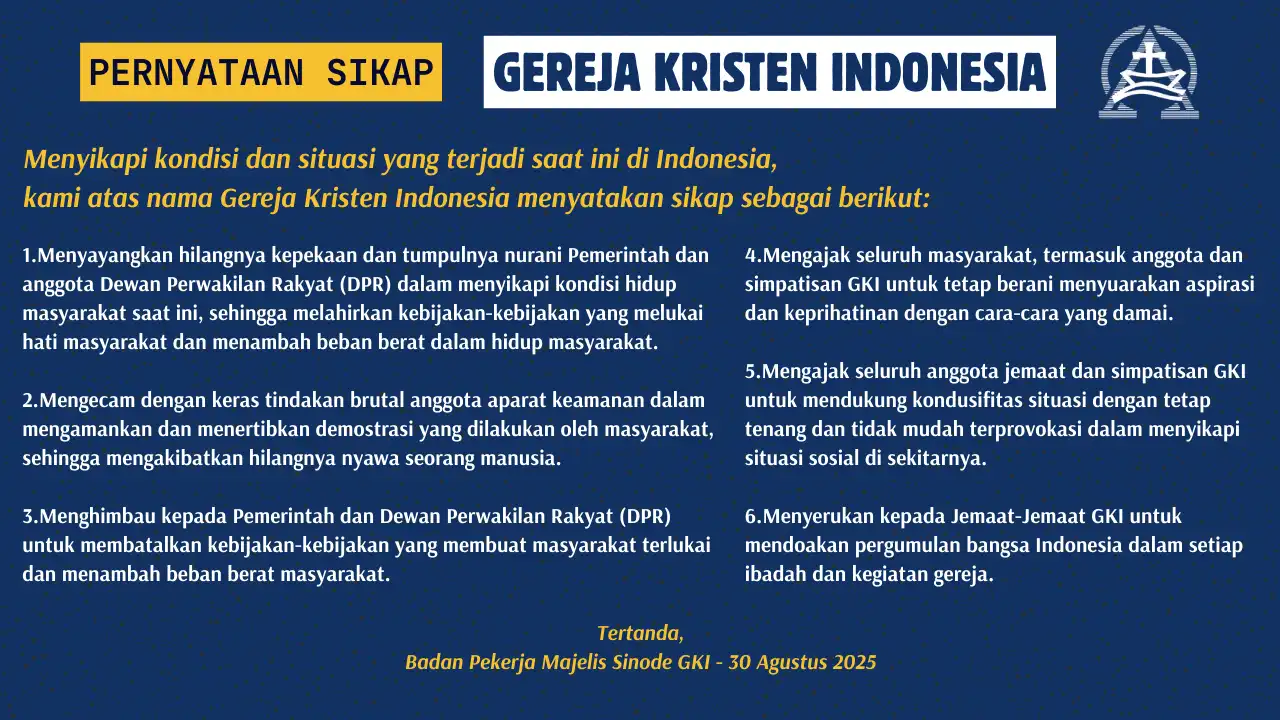 PERNYATAAN SIKAP
GEREJA KRISTEN INDONESIA
Menyikapi kondisi dan situasi yang terjadi saat ini di Indonesia,
kami atas nama Gereja Kristen Indonesia menyatakan sikap sebagai berikut:
1.Menyayangkan hilangnya kepekaan dan tumpulnya nurani Pemerintah dan
anggota Dewan Perwakilan Rakyat (DPR) dalam menyikapi kondisi hidup
masyarakat saat ini, sehingga melahirkan kebijakan-kebijakan yang melukai
hati masyarakat dan menambah beban berat dalam hidup masyarakat.
2.Mengecam dengan keras tindakan brutal anggota aparat keamanan dalam
mengamankan dan menertibkan demostrasi yang dilakukan oleh masyarakat,
sehingga mengakibatkan hilangnya nyawa seorang manusia.
3.Menghimbau kepada Pemerintah dan Dewan Perwakilan Rakyat (DPR)
untuk membatalkan kebijakan-kebijakan yang membuat masyarakat terlukai
dan menambah beban berat masyarakat.
4.Mengajak seluruh masyarakat, termasuk anggota dan
simpatisan GKI untuk tetap berani menyuarakan aspirasi
dan keprihatinan dengan cara-cara yang damai.
5.Mengajak seluruh anggota jemaat dan simpatisan GKI
untuk mendukung kondusifitas situasi dengan tetap
tenang dan tidak mudah terprovokasi dalam menyikapi
situasi sosial di sekitarnya.
6.Menyerukan kepada Jemaat-Jemaat GKI untuk
mendoakan pergumulan bangsa Indonesia dalam setiap
ibadah dan kegiatan gereja.
Tertanda,
Badan Pekerja Majelis Sinode GKI - 30 Agustus 2025